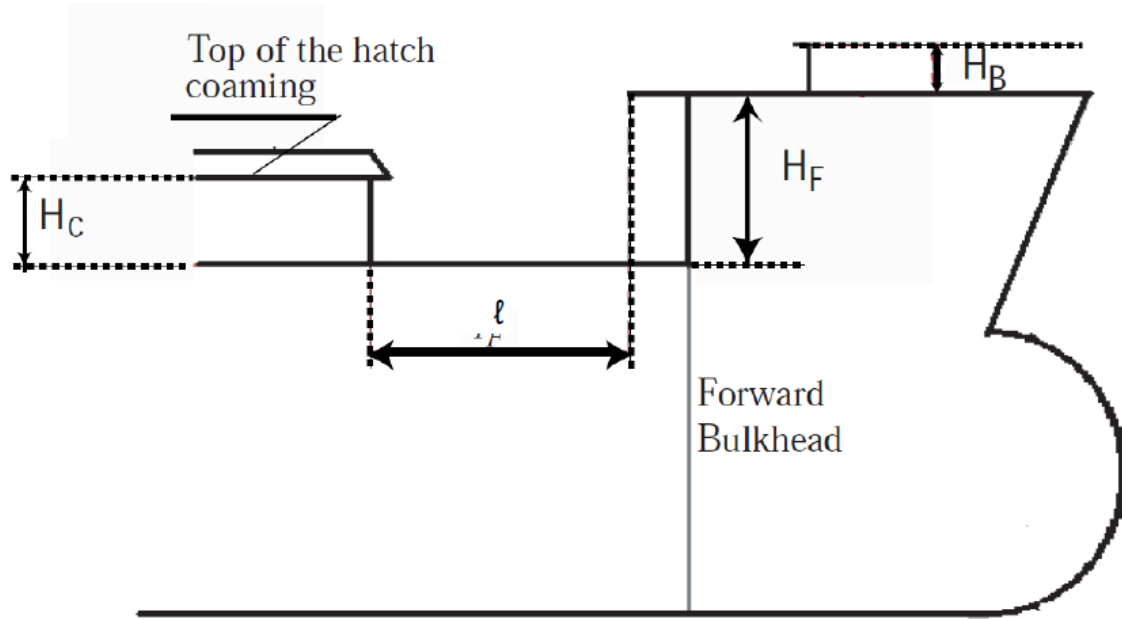 Top of the hatch
coaming
H_B
H_F
H_C
ℓ
Forward
Bulkhead